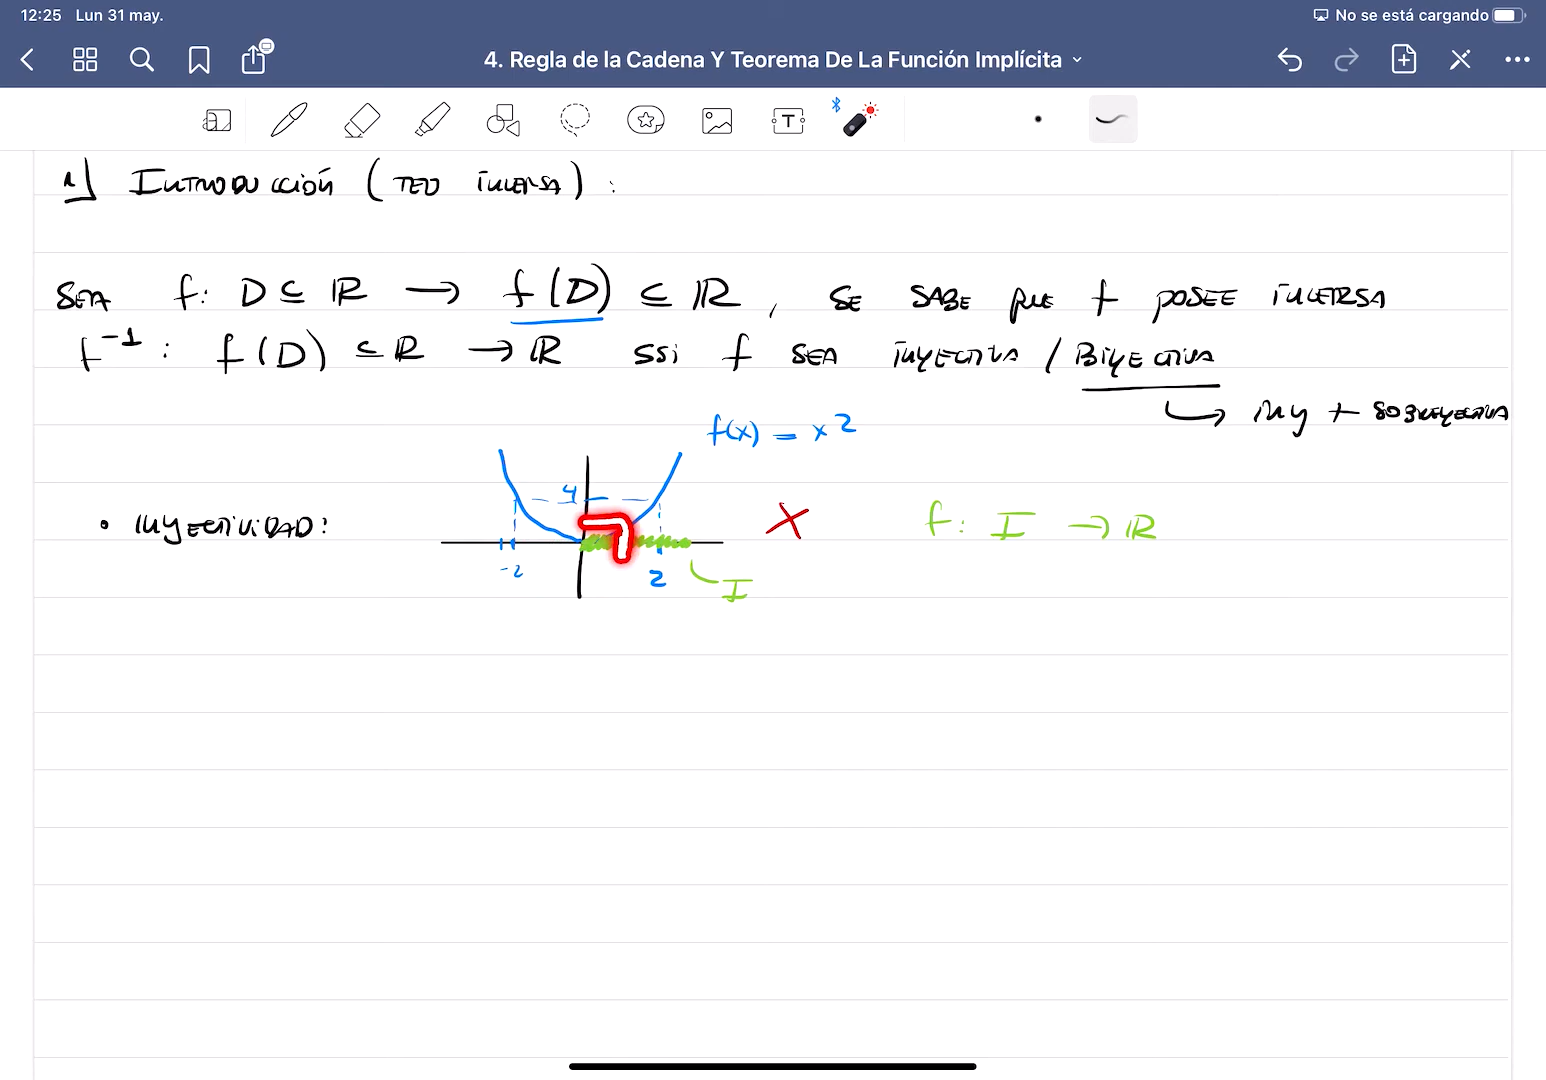 12:25 Lun 31 may. No se está cargando
4. Regla de la Cadena Y Teorema De La Función Implícita
T
1) INTRODUCCIÓN (TEO INVERSA) :
SEA f: D ⊆ ℝ → f(D) ⊆ ℝ , SE SABE QUE f POSEE INVERSA
f⁻¹ : f(D) ⊆ ℝ → ℝ SSi f SEA INYECTIVA / BIYECTIVA
↳ INY + SOBREYECTIVA
f(x) = x²
4
• INYECTIVIDAD: X f: I → ℝ
-2 2 I